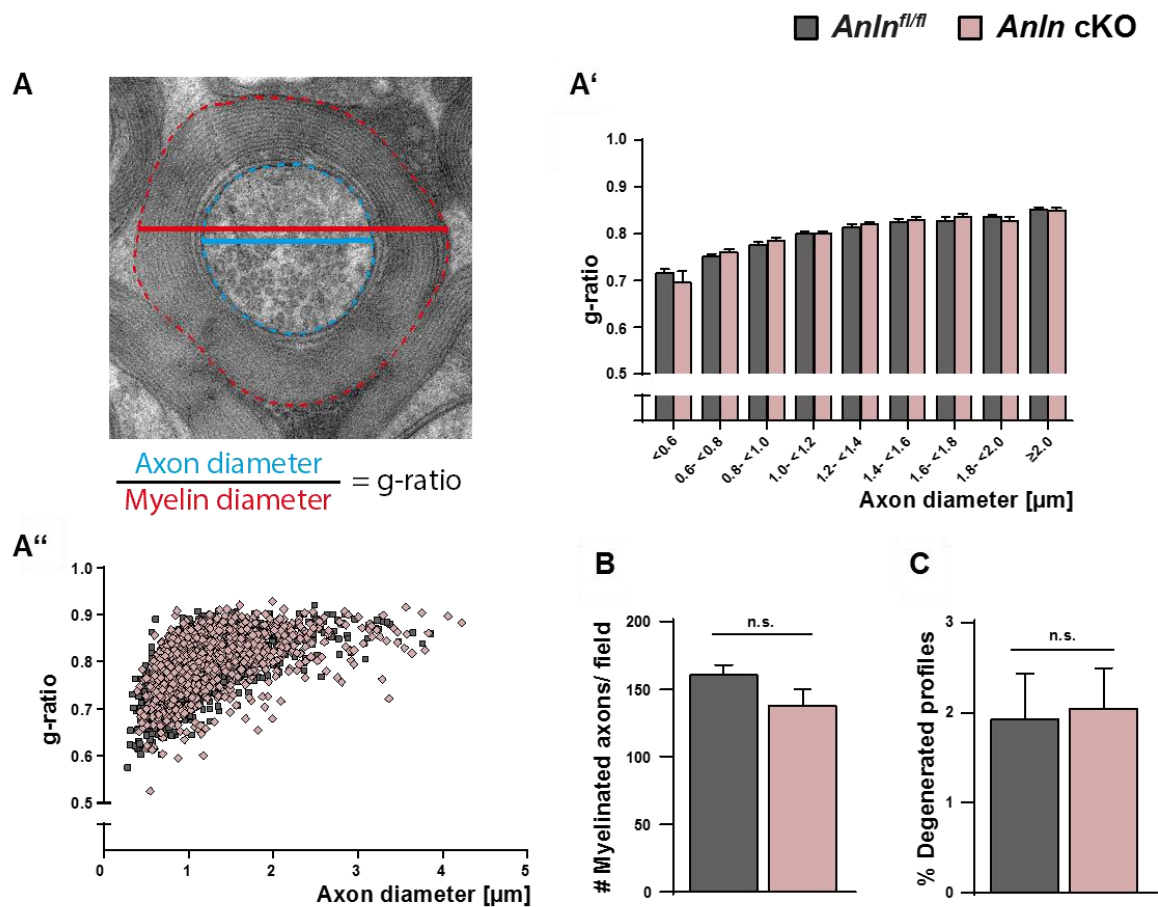 Anln^fl/fl Anln cKO
A
Axon diameter
Myelin diameter
= g-ratio
A'
g-ratio
1.0
0.9
0.8
0.7
0.6
0.5
<0.6
0.6- <0.8
0.8- <1.0
1.0- <1.2
1.2- <1.4
1.4- <1.6
1.6- <1.8
1.8- <2.0
≥2.0
Axon diameter [µm]
A"
g-ratio
1.0
0.9
0.8
0.7
0.6
0.5
0 1 2 3 4 5
Axon diameter [µm]
B
# Myelinated axons/ field
200
150
100
50
0
n.s.
C
% Degenerated profiles
3
2
1
0
n.s.